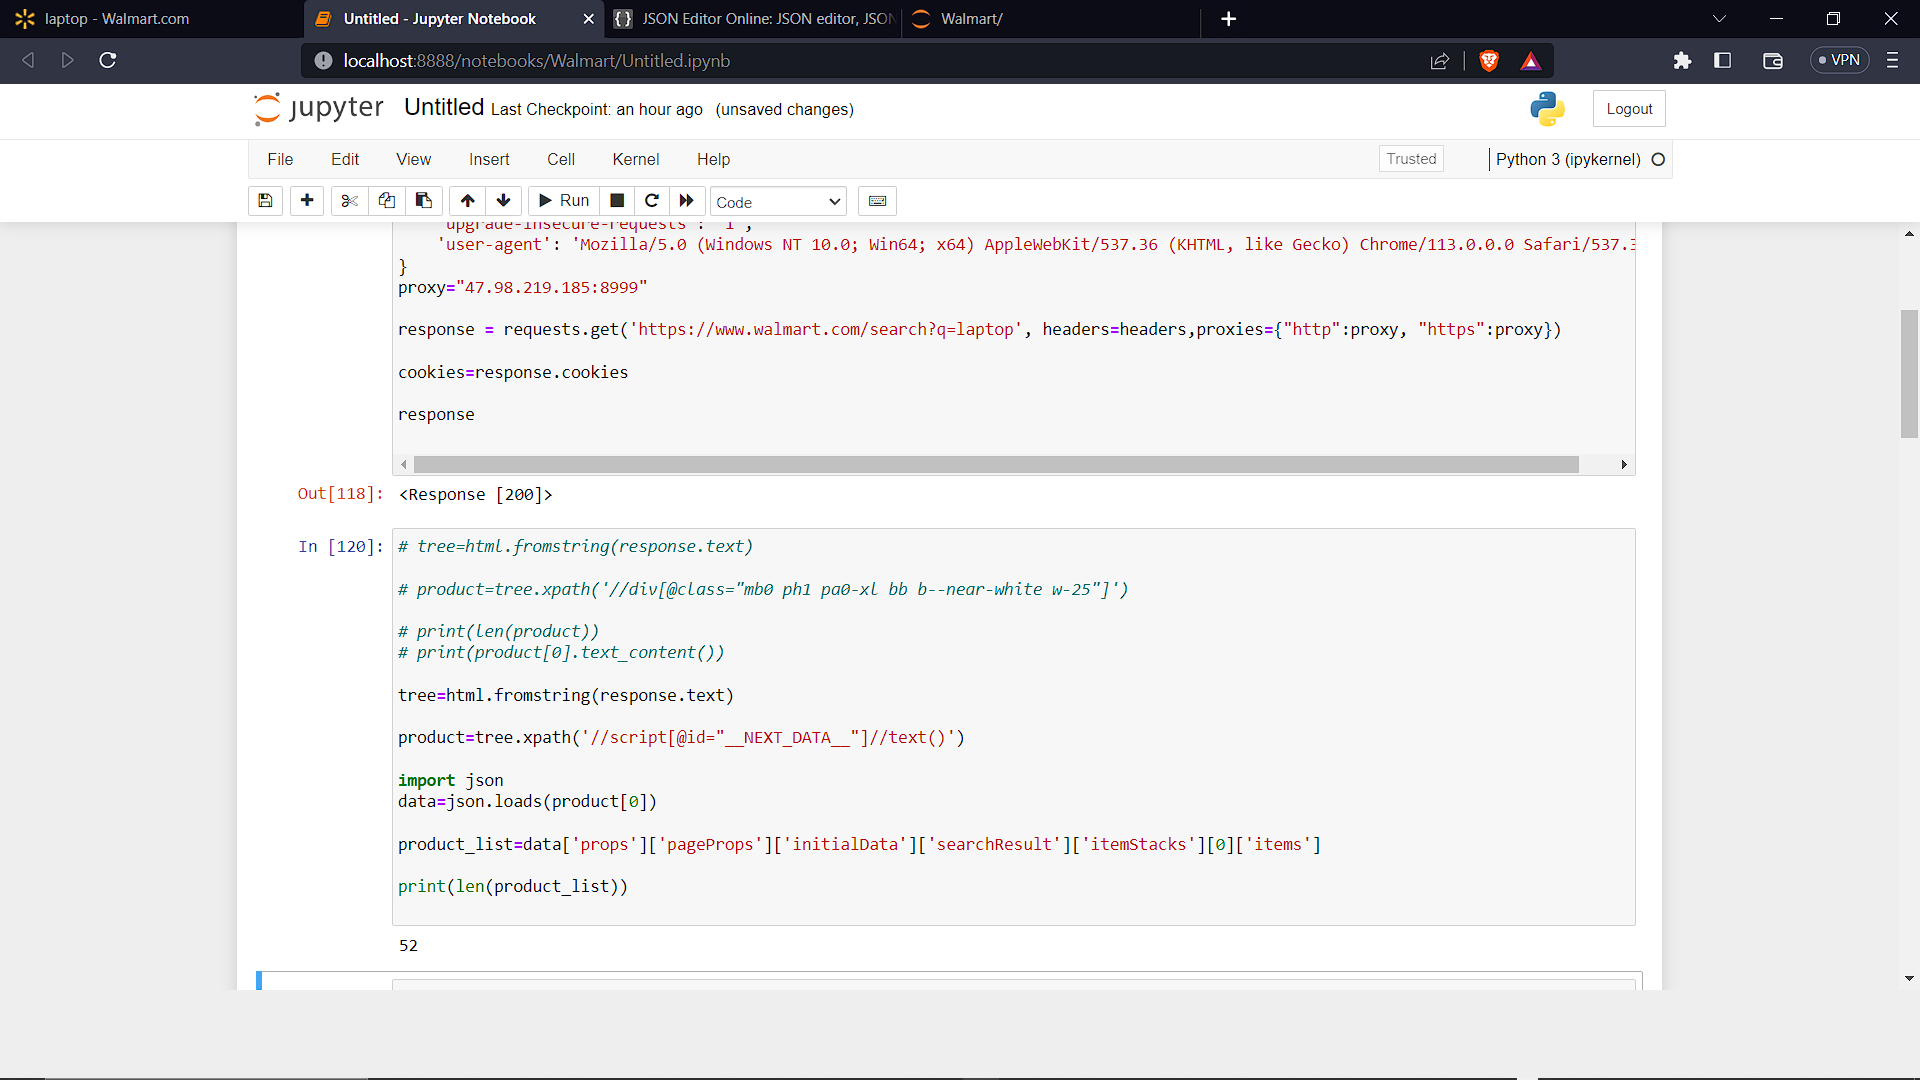 laptop - Walmart.com
Untitled - Jupyter Notebook
JSON Editor Online: JSON editor, JSON
Walmart/
localhost:8888/notebooks/Walmart/Untitled.ipynb
VPN
jupyter Untitled Last Checkpoint: an hour ago (unsaved changes)
Logout
File Edit View Insert Cell Kernel Help
Trusted
Python 3 (ipykernel)
Run
Code
'upgrade-insecure-requests': '1',
'user-agent': 'Mozilla/5.0 (Windows NT 10.0; Win64; x64) AppleWebKit/537.36 (KHTML, like Gecko) Chrome/113.0.0.0 Safari/537.3
}
proxy="47.98.219.185:8999"
response = requests.get('https://www.walmart.com/search?q=laptop', headers=headers,proxies={"http":proxy, "https":proxy})
cookies=response.cookies
response
Out[118]: <Response [200]>
In [120]: # tree=html.fromstring(response.text)
# product=tree.xpath('//div[@class="mb0 ph1 pa0-xl bb b--near-white w-25"]')
# print(len(product))
# print(product[0].text_content())
tree=html.fromstring(response.text)
product=tree.xpath('//script[@id="__NEXT_DATA__"]//text()')
import json
data=json.loads(product[0])
product_list=data['props']['pageProps']['initialData']['searchResult']['itemStacks'][0]['items']
print(len(product_list))
52